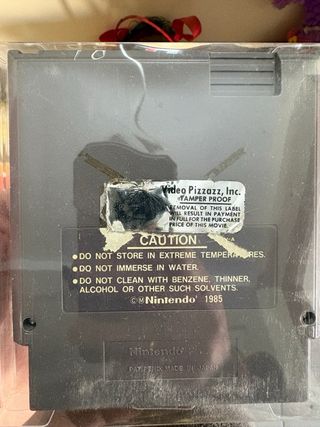 Video Pizzazz, Inc.
TAMPER PROOF
REMOVAL OF THIS LABEL
WILL RESULT IN PAYMENT
IN FULL FOR THE PURCHASE
PRICE OF THIS MOVIE.
CAUTION
● DO NOT STORE IN EXTREME TEMPERATURES.
● DO NOT IMMERSE IN WATER.
● DO NOT CLEAN WITH BENZENE, THINNER,
ALCOHOL OR OTHER SUCH SOLVENTS.
©M Nintendo® 1985
Nintendo®
MADE IN JAPAN